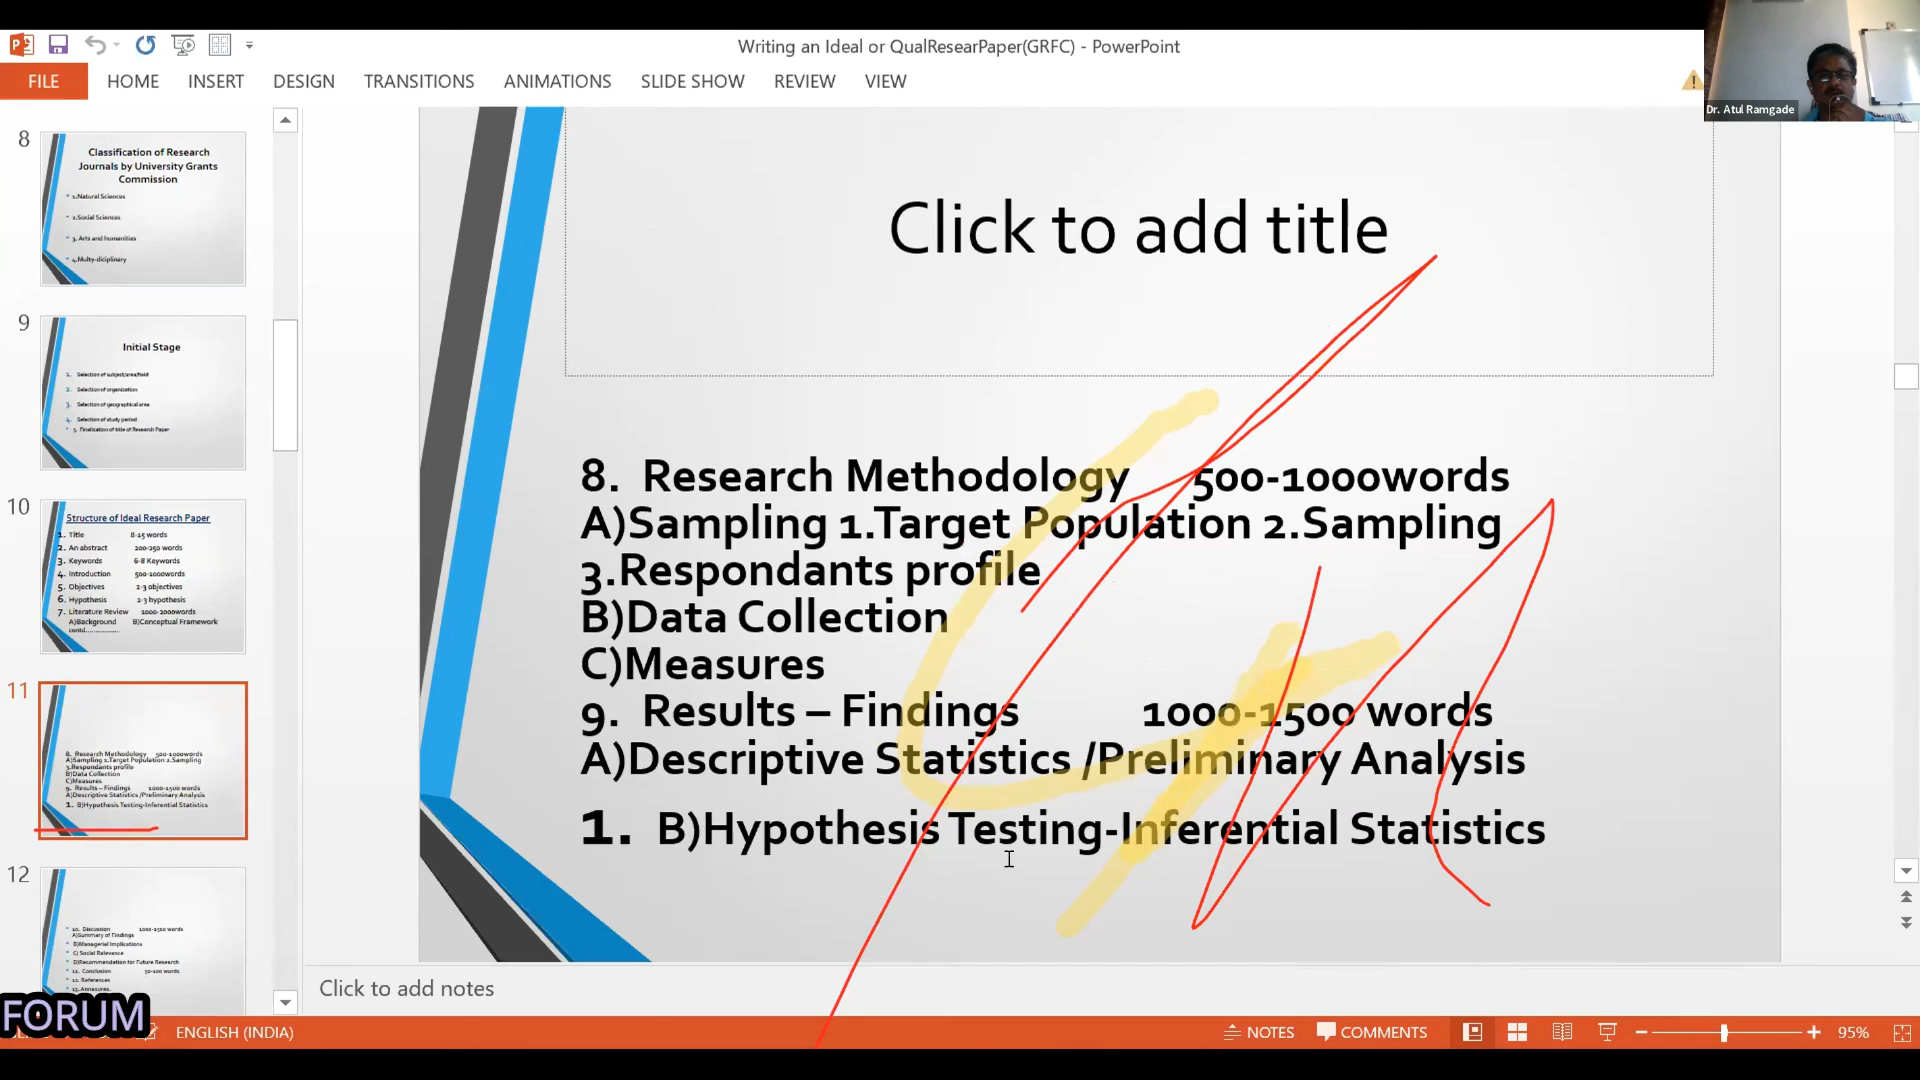 Writing an Ideal or QualResearPaper(GRFC) - PowerPoint
FILE HOME INSERT DESIGN TRANSITIONS ANIMATIONS SLIDE SHOW REVIEW VIEW
Dr. Atul Ramgade
8
Classification of Research
Journals by University Grants
Commission
1.Natural Sciences
2.Social Sciences
3. Arts and humanities
4.Multy-diciplinary
9
Initial Stage
1. Selection of subject/area/field
2. Selection of organization
3. Selection of geographical area
4. Selection of study period
5. Finalization of title of Research Paper
10
Structure of Ideal Research Paper
1. Title 8-15 words
2. An abstract 200-250 words
3. Keywords 6-8 Keywords
4. Introduction 500-1000words
5. Objectives 2-3 objectives
6. Hypothesis 2-3 hypothesis
7. Literature Review 1000-2000words
A)Background B)Conceptual Framework
contd..................
11
8. Research Methodology 500-1000words
A)Sampling 1.Target Population 2.Sampling
3.Respondants profile
B)Data Collection
C)Measures
9. Results – Findings 1000-1500 words
A)Descriptive Statistics /Preliminary Analysis
1. B)Hypothesis Testing-Inferential Statistics
12
10. Discussion 1000-1500 words
A)Summary of Findings
B)Managerial Implications
C) Social Relevance
D)Recommendation for Future Research
11. Conclusion 50-100 words
12. References
13. Annexures.
Click to add title
8. Research Methodology 500-1000words
A)Sampling 1.Target Population 2.Sampling
3.Respondants profile
B)Data Collection
C)Measures
9. Results – Findings 1000-1500 words
A)Descriptive Statistics /Preliminary Analysis
1. B)Hypothesis Testing-Inferential Statistics
Click to add notes
FORUM
ENGLISH (INDIA) NOTES COMMENTS 95%